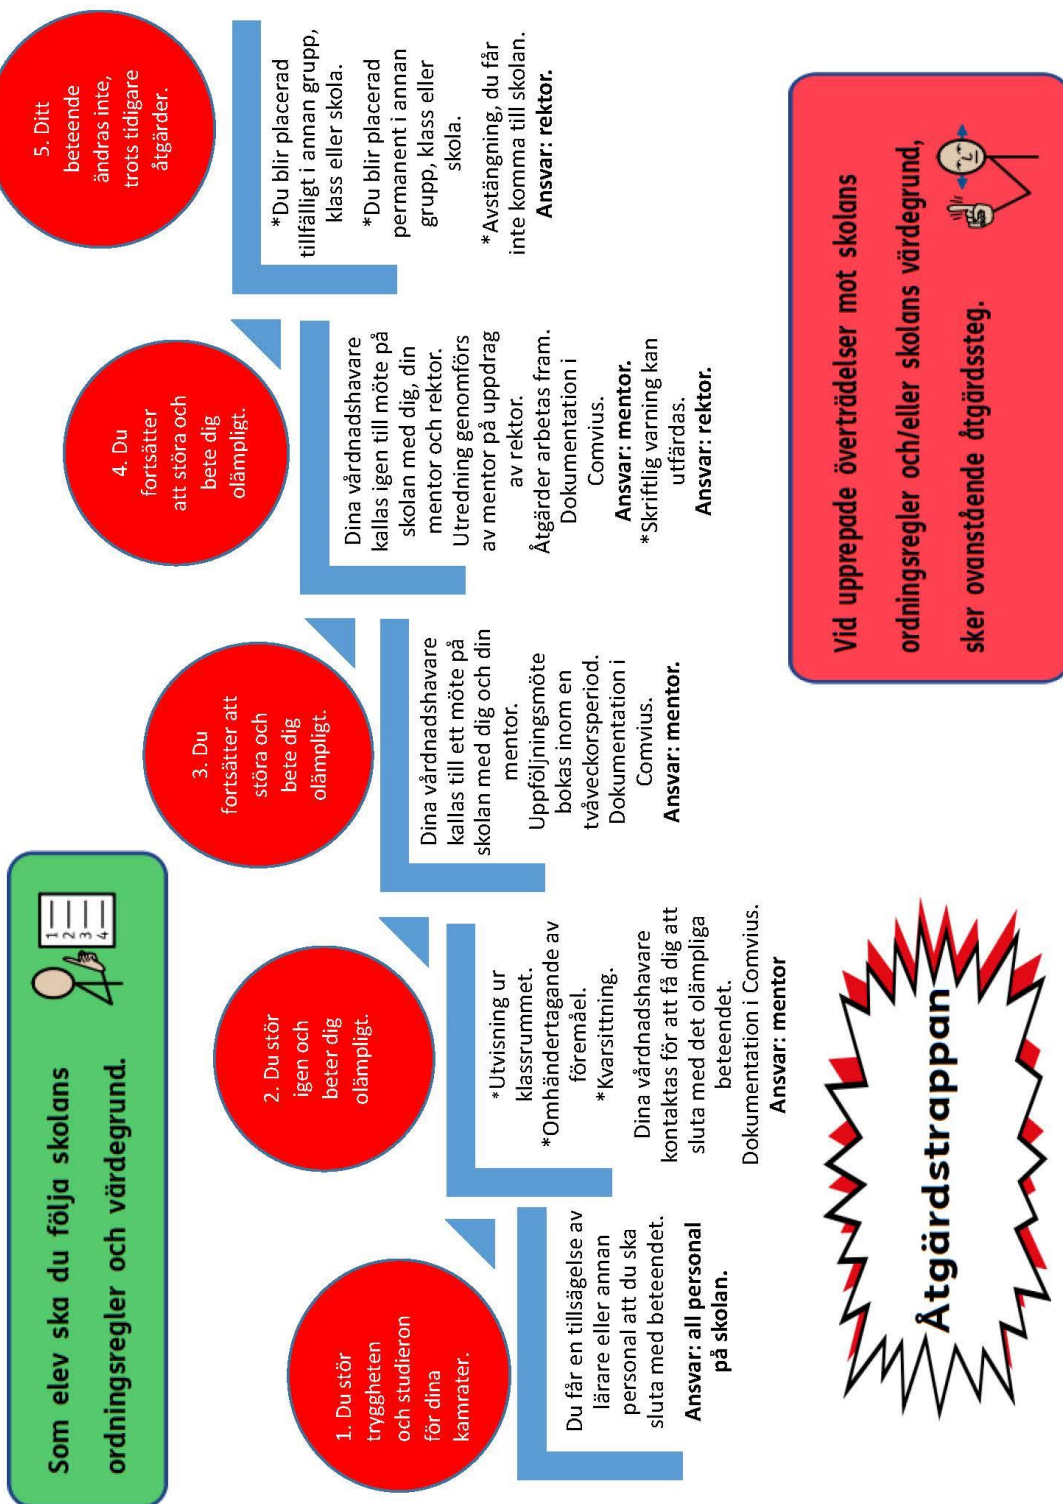 Som elev ska du följa skolans
ordningsregler och värdegrund.
1
2
3
4
1. Du stör
tryggheten
och studieron
för dina
kamrater.
Du får en tillsägelse av
lärare eller annan
personal att du ska
sluta med beteendet.
Ansvar: all personal
på skolan.
2. Du stör
igen och
beter dig
olämpligt.
*Utvisning ur
klassrummet.
*Omhändertagande av
föremåel.
*Kvarsittning.
Dina vårdnadshavare
kontaktas för att få dig att
sluta med det olämpliga
beteendet.
Dokumentation i Comvius.
Ansvar: mentor
3. Du
fortsätter att
störa och
bete dig
olämpligt.
Dina vårdnadshavare
kallas till ett möte på
skolan med dig och din
mentor.
Uppföljningsmöte
bokas inom en
tvåveckorsperiod.
Dokumentation i
Comvius.
Ansvar: mentor.
4. Du
fortsätter
att störa och
bete dig
olämpligt.
Dina vårdnadshavare
kallas igen till möte på
skolan med dig, din
mentor och rektor.
Utredning genomförs
av mentor på uppdrag
av rektor.
Åtgärder arbetas fram.
Dokumentation i
Comvius.
Ansvar: mentor.
*Skriftlig varning kan
utfärdas.
Ansvar: rektor.
5. Ditt
beteende
ändras inte,
trots tidigare
åtgärder.
*Du blir placerad
tillfälligt i annan grupp,
klass eller skola.
*Du blir placerad
permanent i annan
grupp, klass eller
skola.
*Avstängning, du får
inte komma till skolan.
Ansvar: rektor.
Åtgärdstrappan
Vid upprepade överträdelser mot skolans
ordningsregler och/eller skolans värdegrund,
sker ovanstående åtgärdssteg.